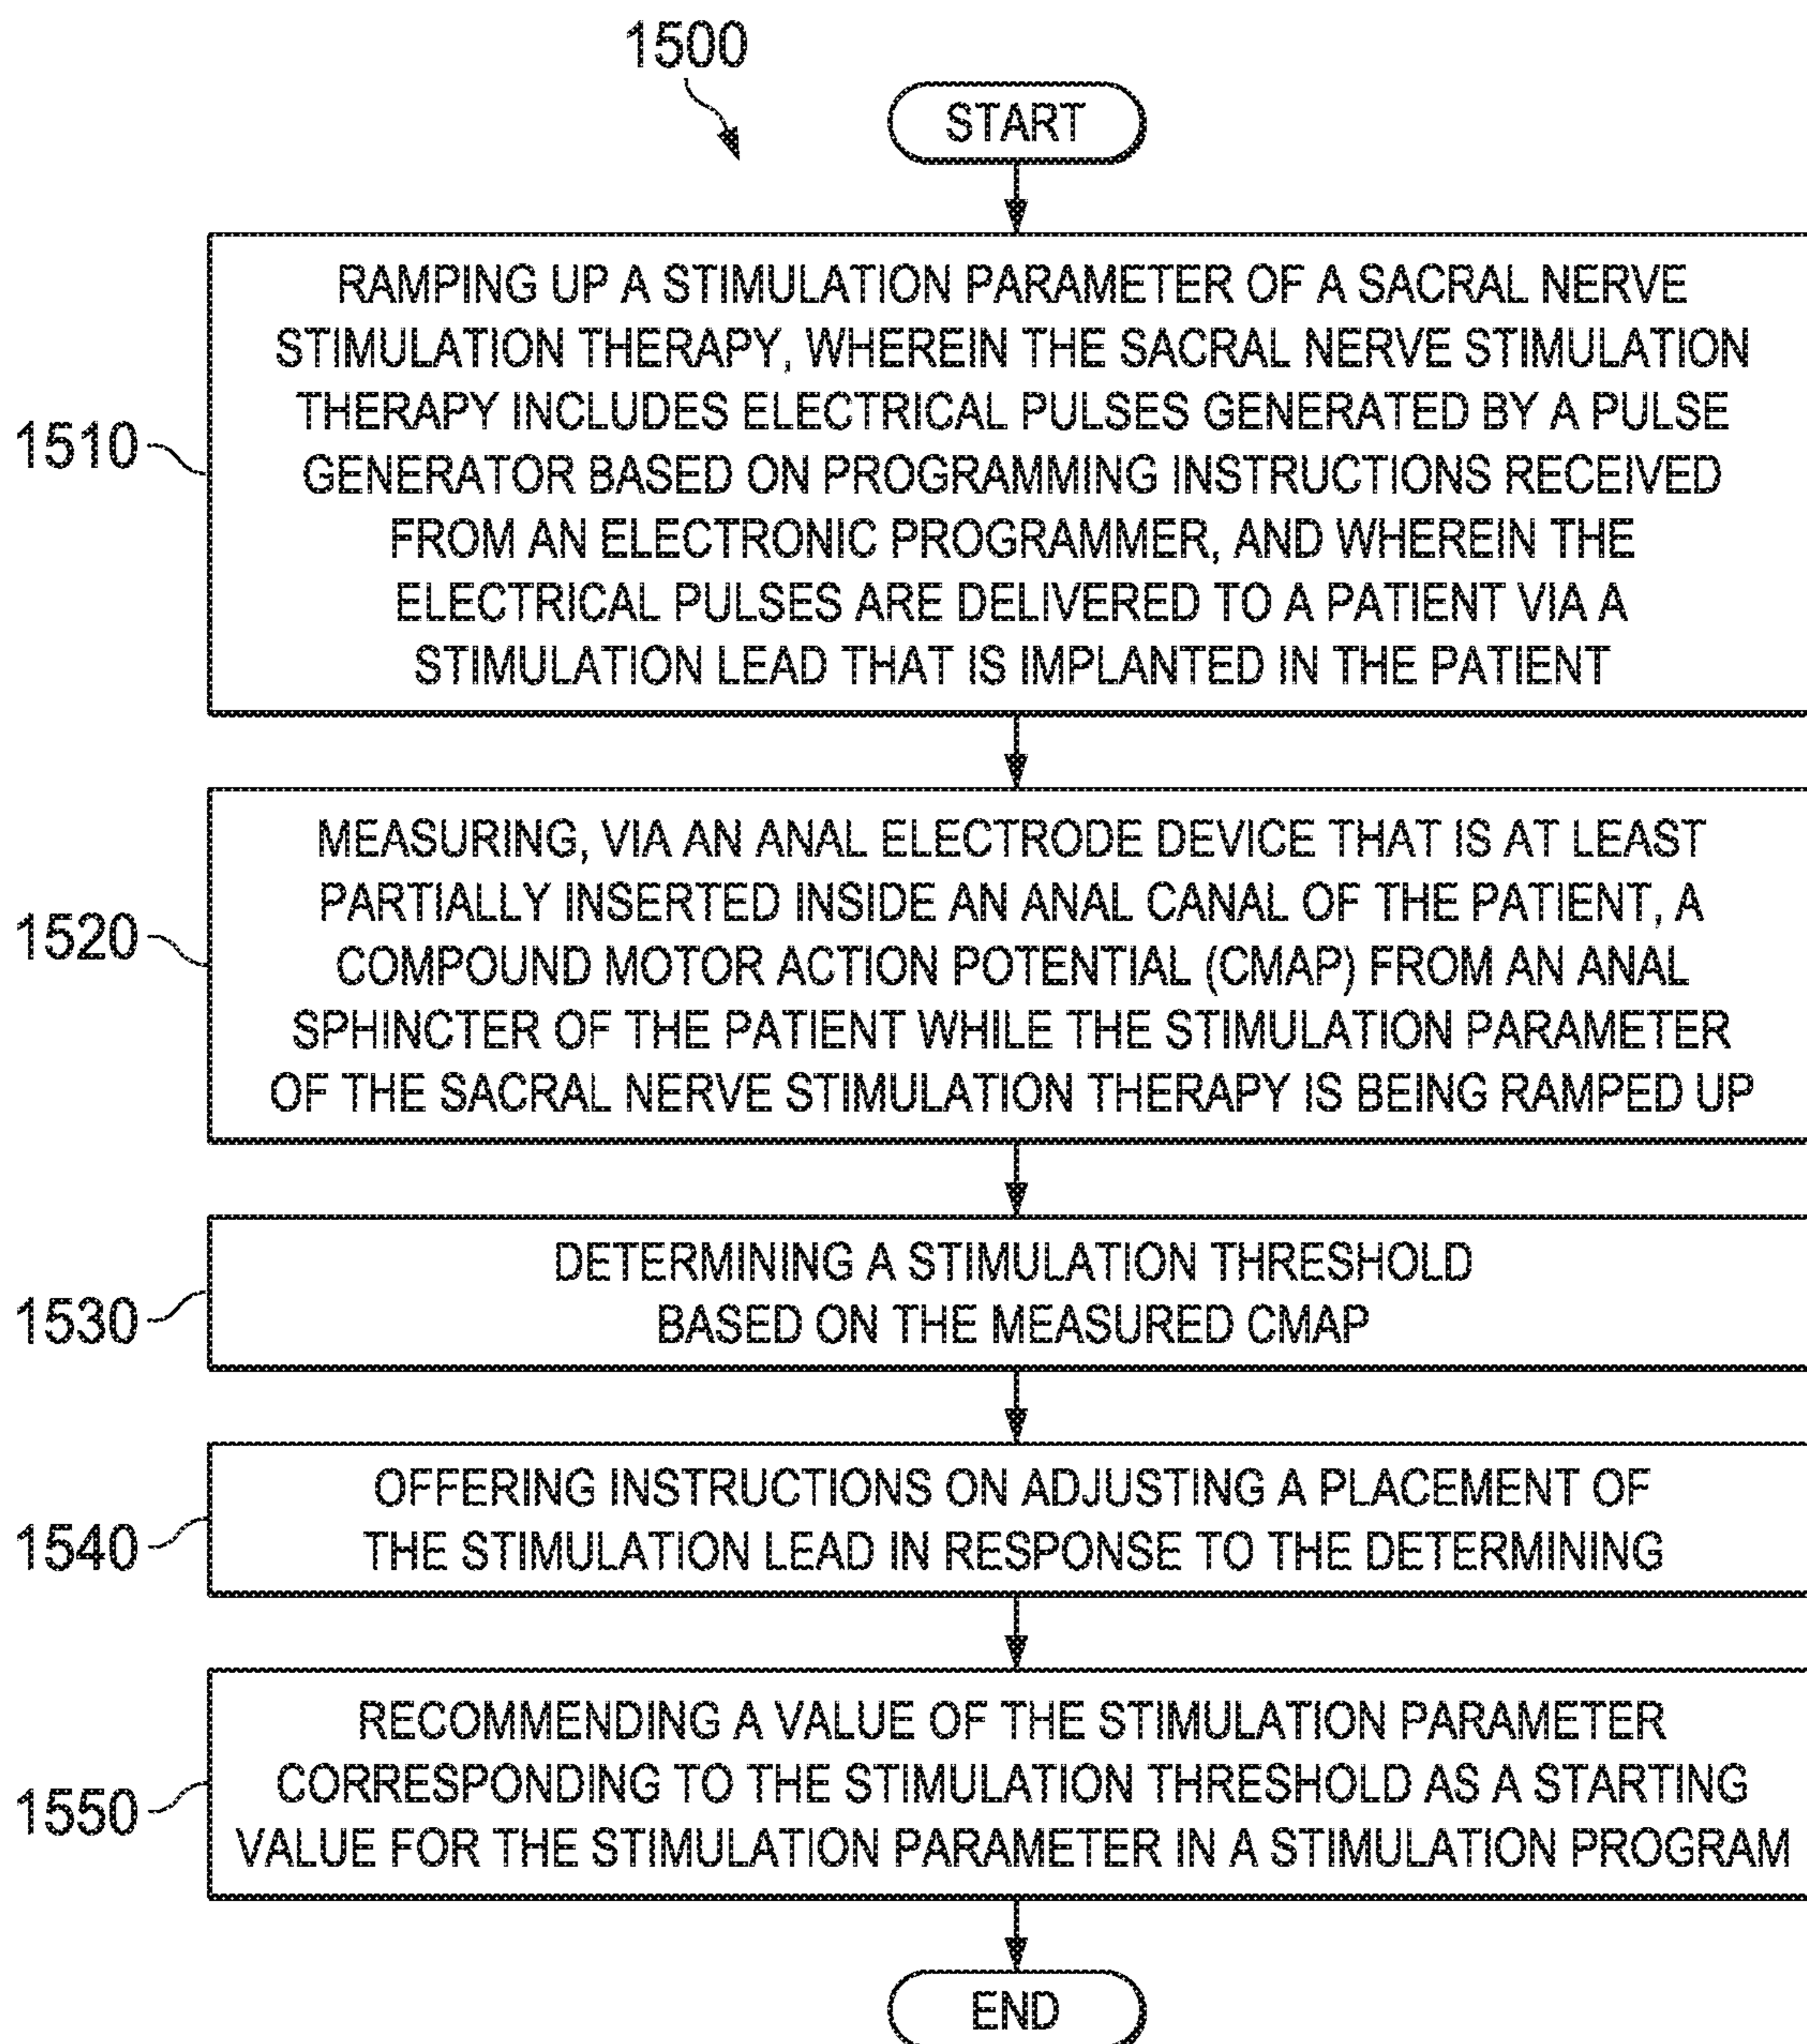 1500
START
RAMPING UP A STIMULATION PARAMETER OF A SACRAL NERVE
STIMULATION THERAPY, WHEREIN THE SACRAL NERVE STIMULATION
THERAPY INCLUDES ELECTRICAL PULSES GENERATED BY A PULSE
GENERATOR BASED ON PROGRAMMING INSTRUCTIONS RECEIVED
FROM AN ELECTRONIC PROGRAMMER, AND WHEREIN THE
ELECTRICAL PULSES ARE DELIVERED TO A PATIENT VIA A
STIMULATION LEAD THAT IS IMPLANTED IN THE PATIENT
1510
MEASURING, VIA AN ANAL ELECTRODE DEVICE THAT IS AT LEAST
PARTIALLY INSERTED INSIDE AN ANAL CANAL OF THE PATIENT, A
COMPOUND MOTOR ACTION POTENTIAL (CMAP) FROM AN ANAL
SPHINCTER OF THE PATIENT WHILE THE STIMULATION PARAMETER
OF THE SACRAL NERVE STIMULATION THERAPY IS BEING RAMPED UP
1520
DETERMINING A STIMULATION THRESHOLD
BASED ON THE MEASURED CMAP
1530
OFFERING INSTRUCTIONS ON ADJUSTING A PLACEMENT OF
THE STIMULATION LEAD IN RESPONSE TO THE DETERMINING
1540
RECOMMENDING A VALUE OF THE STIMULATION PARAMETER
CORRESPONDING TO THE STIMULATION THRESHOLD AS A STARTING
VALUE FOR THE STIMULATION PARAMETER IN A STIMULATION PROGRAM
1550
END